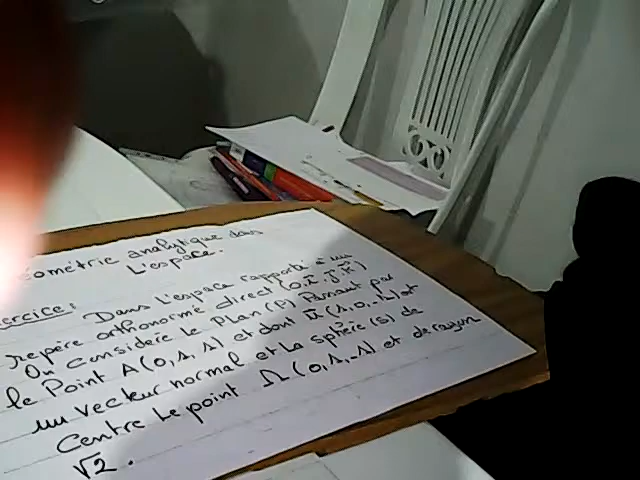 éométrie analytique dans
L'espace.
ercice:
Dans L'espace rapporté à un
repère orthonormé direct (O,i,j,k)
On considère le Plan (P) Passant par
le Point A(0,1,1) et dont u(1,0,-1) est
un vecteur normal et La sphère (S) de
Centre Le point Ω(0,1,-1) et de rayon
√2.